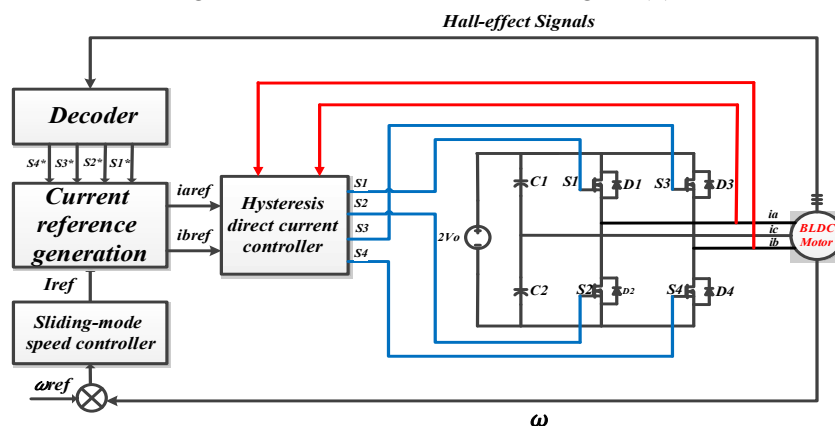 Hall-effect Signals
Decoder
S4* S3* S2* S1*
Current
reference
generation
iaref
ibref
Hysteresis
direct current
controller
S1
S2
S3
S4
Iref
Sliding-mode
speed controller
ωref
2Vo
C1
C2
S1
D1
S3
D3
S2
D2
S4
D4
ia
ic
ib
BLDC
Motor
ω